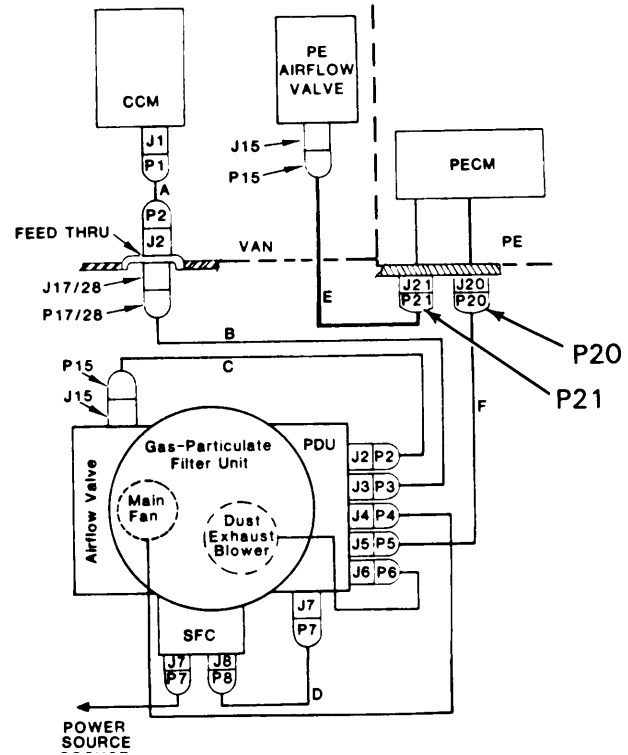 CCM
PE
AIRFLOW
VALVE
J1
P1
J15
P15
PECM
A
P2
J2
FEED THRU
VAN
PE
J17/28
P17/28
J21
P21
J20
P20
E
B
P20
P21
C
P15
J15
F
Gas-Particulate
Filter Unit
PDU
Airflow Valve
Main
Fan
Dust
Exhaust
Blower
J2 P2
J3 P3
J4 P4
J5 P5
J6 P6
J7
P7
SFC
J7
P7
J8
P8
D
POWER
SOURCE